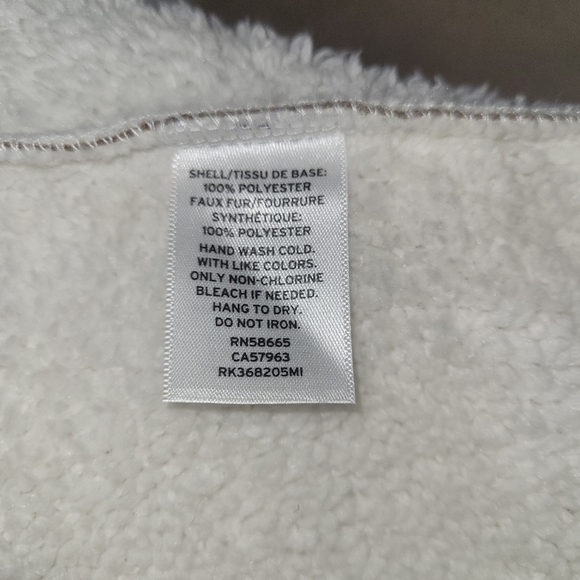 SHELL/TISSU DE BASE:
100% POLYESTER
FAUX FUR/FOURRURE
SYNTHÉTIQUE:
100% POLYESTER
HAND WASH COLD.
WITH LIKE COLORS.
ONLY NON-CHLORINE
BLEACH IF NEEDED.
HANG TO DRY.
DO NOT IRON.
RN58665
CA57963
RK368205MI